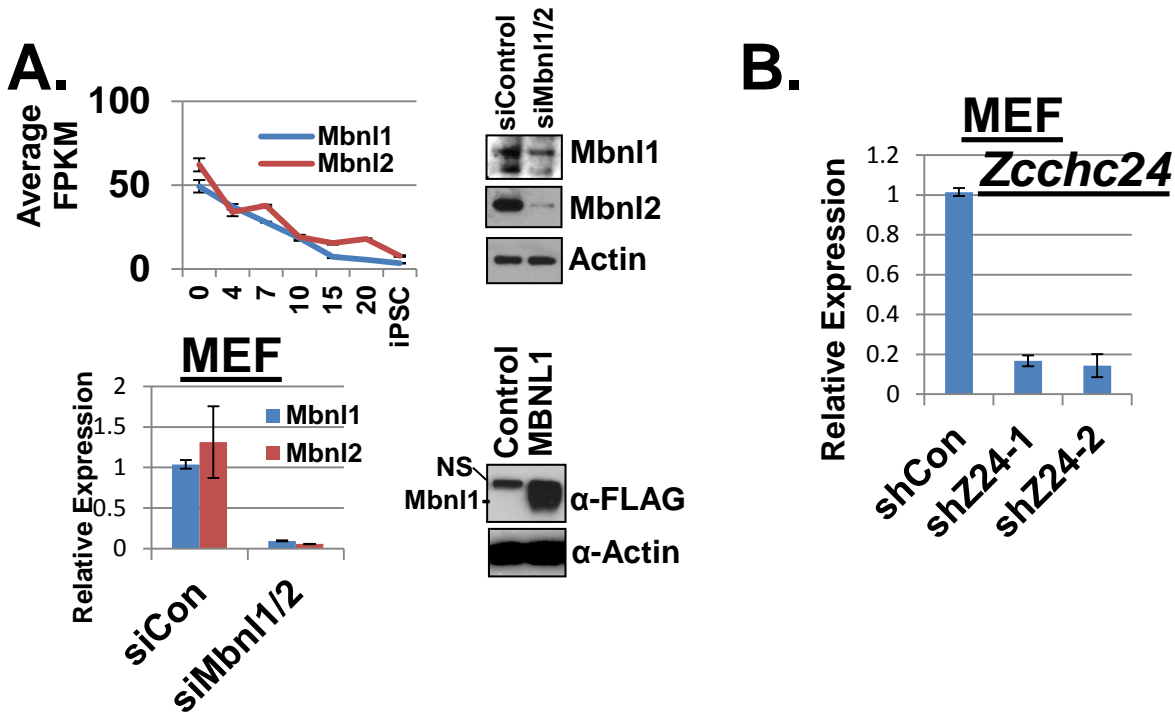 A.
Average
FPKM
100
50
0
Mbnl1
Mbnl2
0
4
7
10
15
20
iPSC
siControl
siMbnl1/2
Mbnl1
Mbnl2
Actin
MEF
Relative Expression
2
1.5
1
0.5
0
Mbnl1
Mbnl2
siCon
siMbnl1/2
Control
MBNL1
NS
Mbnl1-
α-FLAG
α-Actin
B.
MEF
Zcchc24
Relative Expression
1.2
1
0.8
0.6
0.4
0.2
0
shCon
shZ24-1
shZ24-2